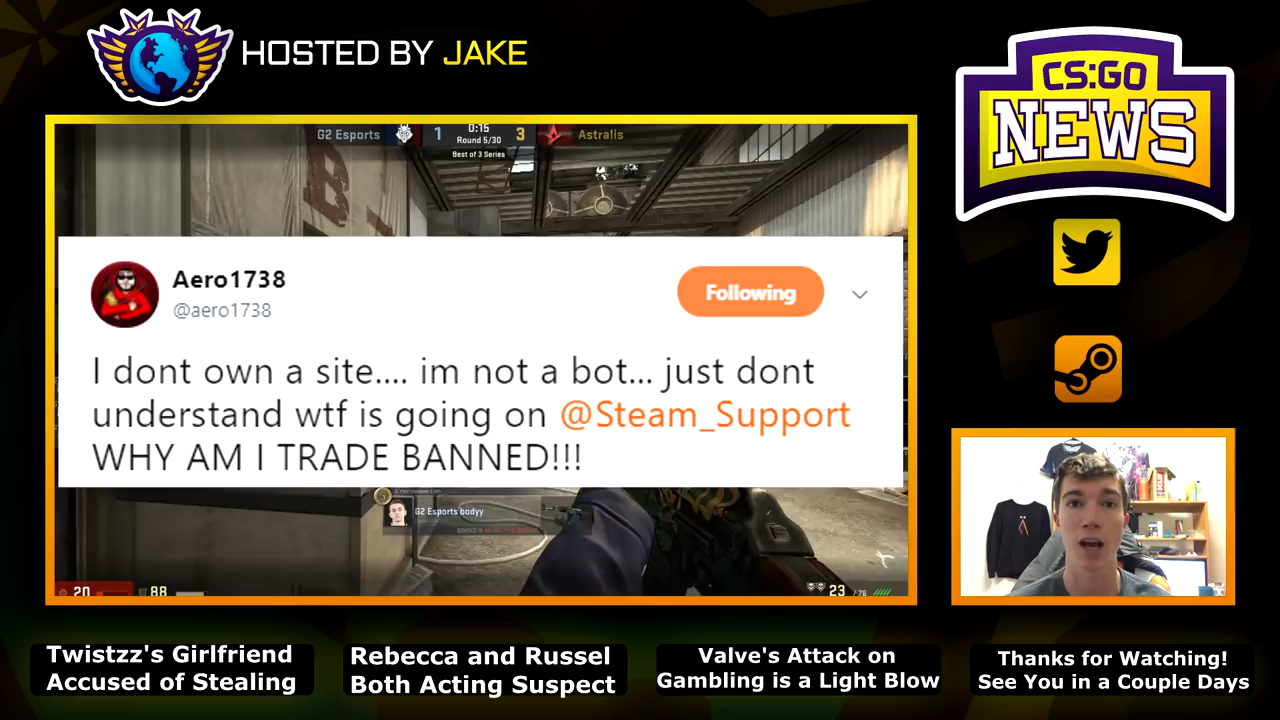 HOSTED BY JAKE
CS:GO
NEWS
G2 Esports 1 0:15 3 Astralis
Round 5/30
Best of 3 Series
B
Aero1738
@aero1738
Following
I dont own a site.... im not a bot... just dont
understand wtf is going on @Steam_Support
WHY AM I TRADE BANNED!!!
G2 Esports bodyy
20 88 23 / 76
Twistzz's Girlfriend
Accused of Stealing
Rebecca and Russel
Both Acting Suspect
Valve's Attack on
Gambling is a Light Blow
Thanks for Watching!
See You in a Couple Days